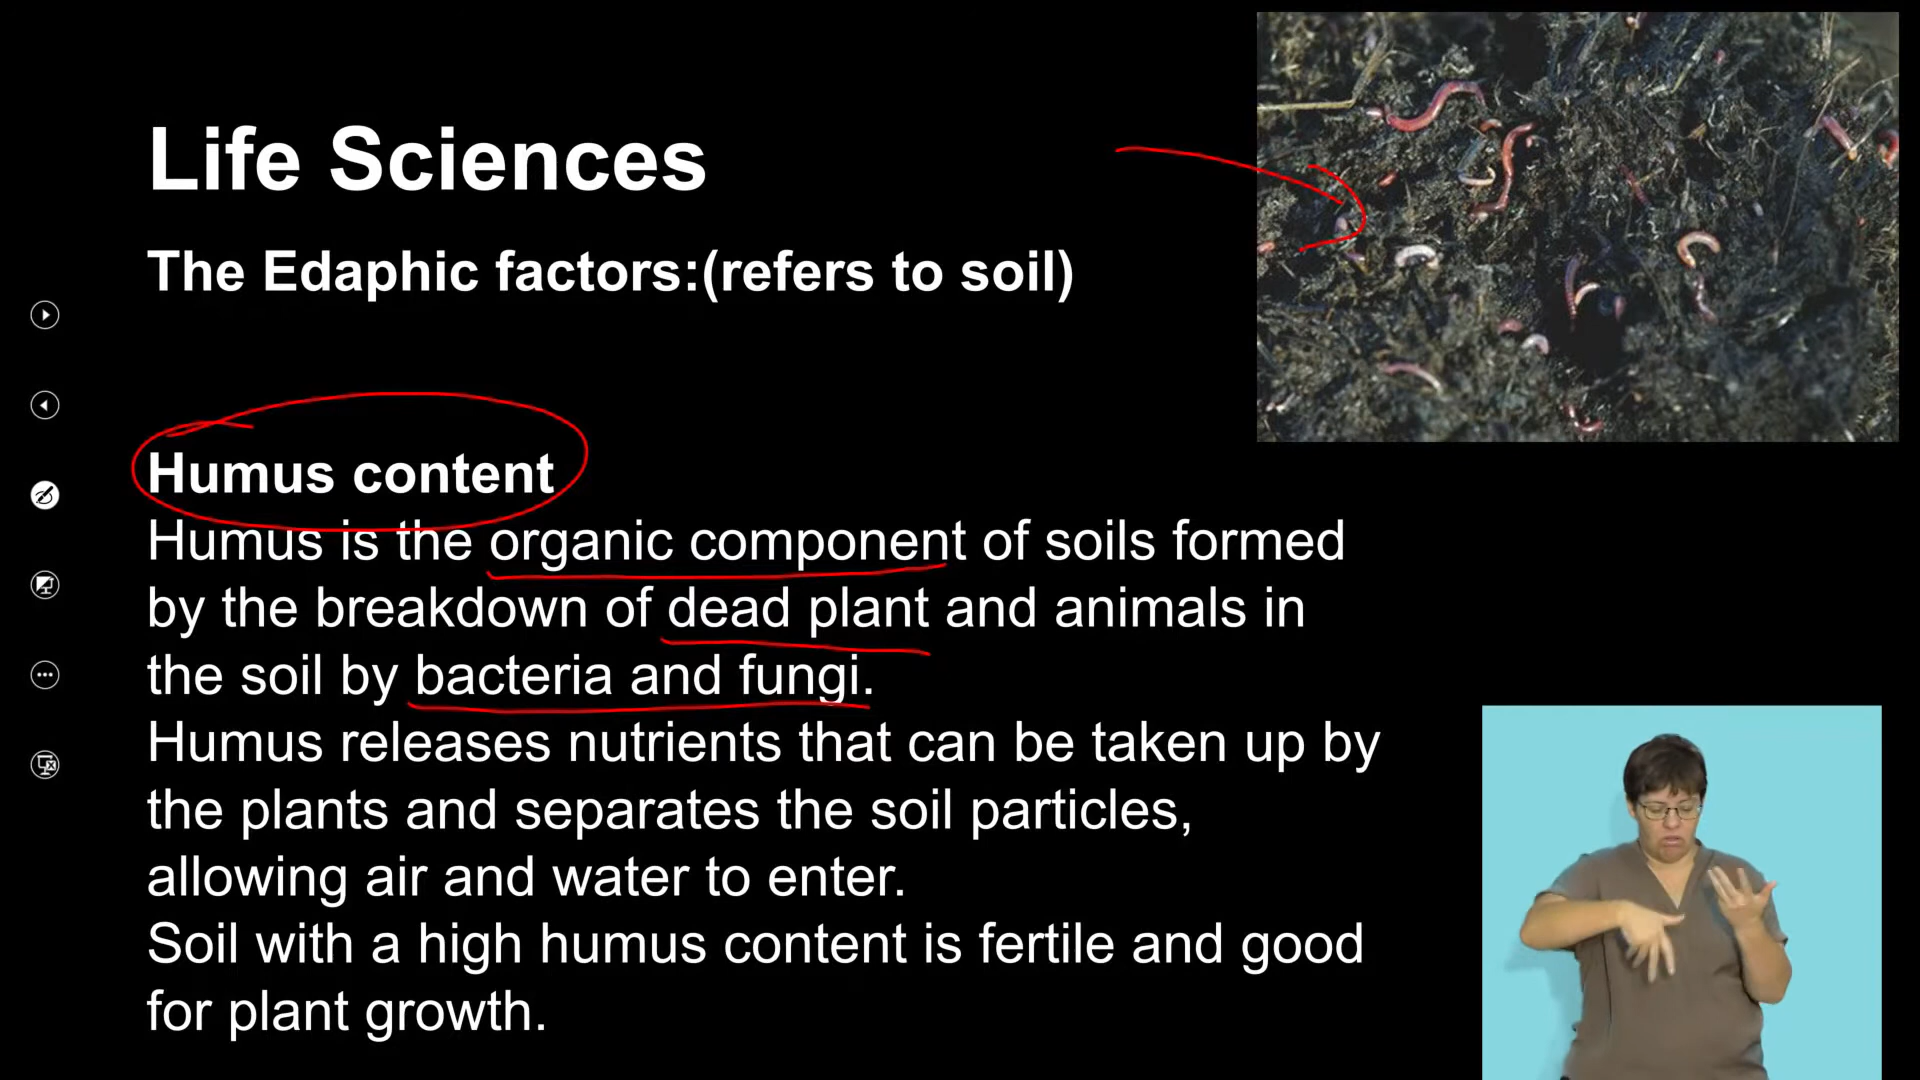 Life Sciences
The Edaphic factors:(refers to soil)
Humus content
Humus is the organic component of soils formed
by the breakdown of dead plant and animals in
the soil by bacteria and fungi.
Humus releases nutrients that can be taken up by
the plants and separates the soil particles,
allowing air and water to enter.
Soil with a high humus content is fertile and good
for plant growth.